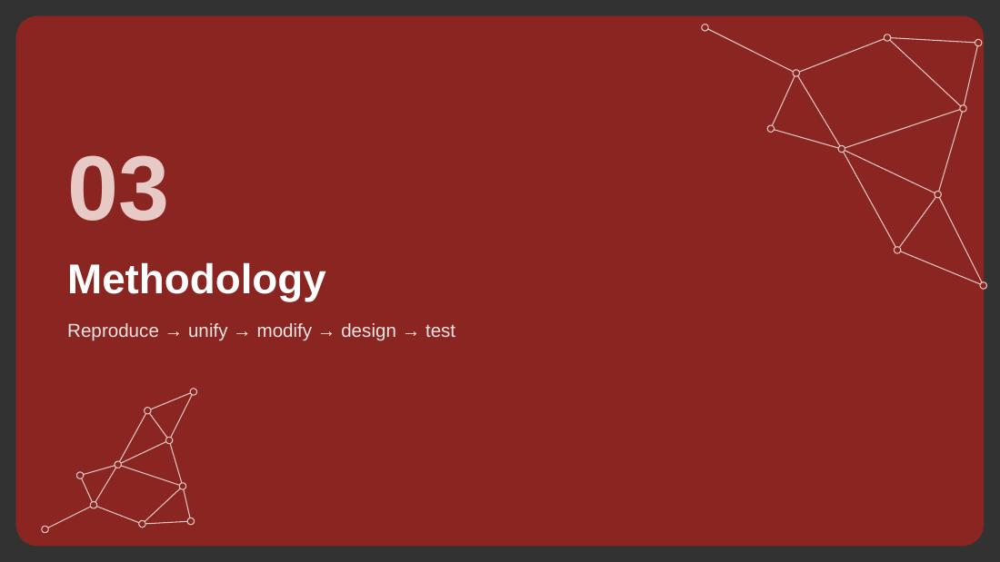 03
Methodology
Reproduce → unify → modify → design → test